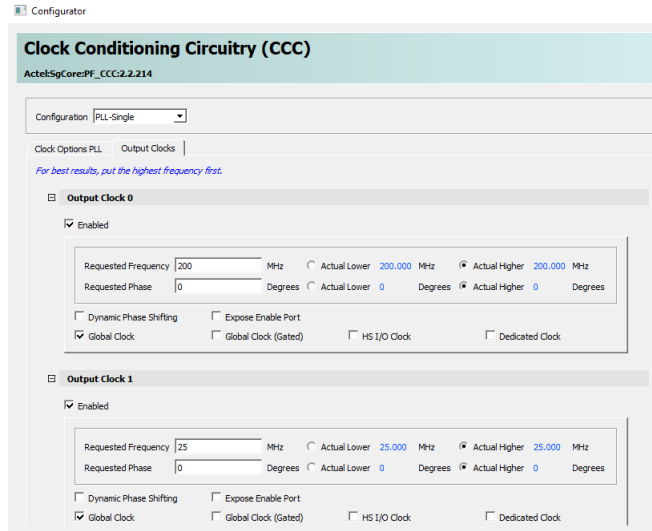 Configurator
Clock Conditioning Circuitry (CCC)
Actel:SgCore:PF_CCC:2.2.214
Configuration PLL-Single
Clock Options PLL Output Clocks
For best results, put the highest frequency first.
Output Clock 0
Enabled
Requested Frequency 200 MHz Actual Lower 200.000 MHz Actual Higher 200.000 MHz
Requested Phase 0 Degrees Actual Lower 0 Degrees Actual Higher 0 Degrees
Dynamic Phase Shifting Expose Enable Port
Global Clock Global Clock (Gated) HS I/O Clock Dedicated Clock
Output Clock 1
Enabled
Requested Frequency 25 MHz Actual Lower 25.000 MHz Actual Higher 25.000 MHz
Requested Phase 0 Degrees Actual Lower 0 Degrees Actual Higher 0 Degrees
Dynamic Phase Shifting Expose Enable Port
Global Clock Global Clock (Gated) HS I/O Clock Dedicated Clock